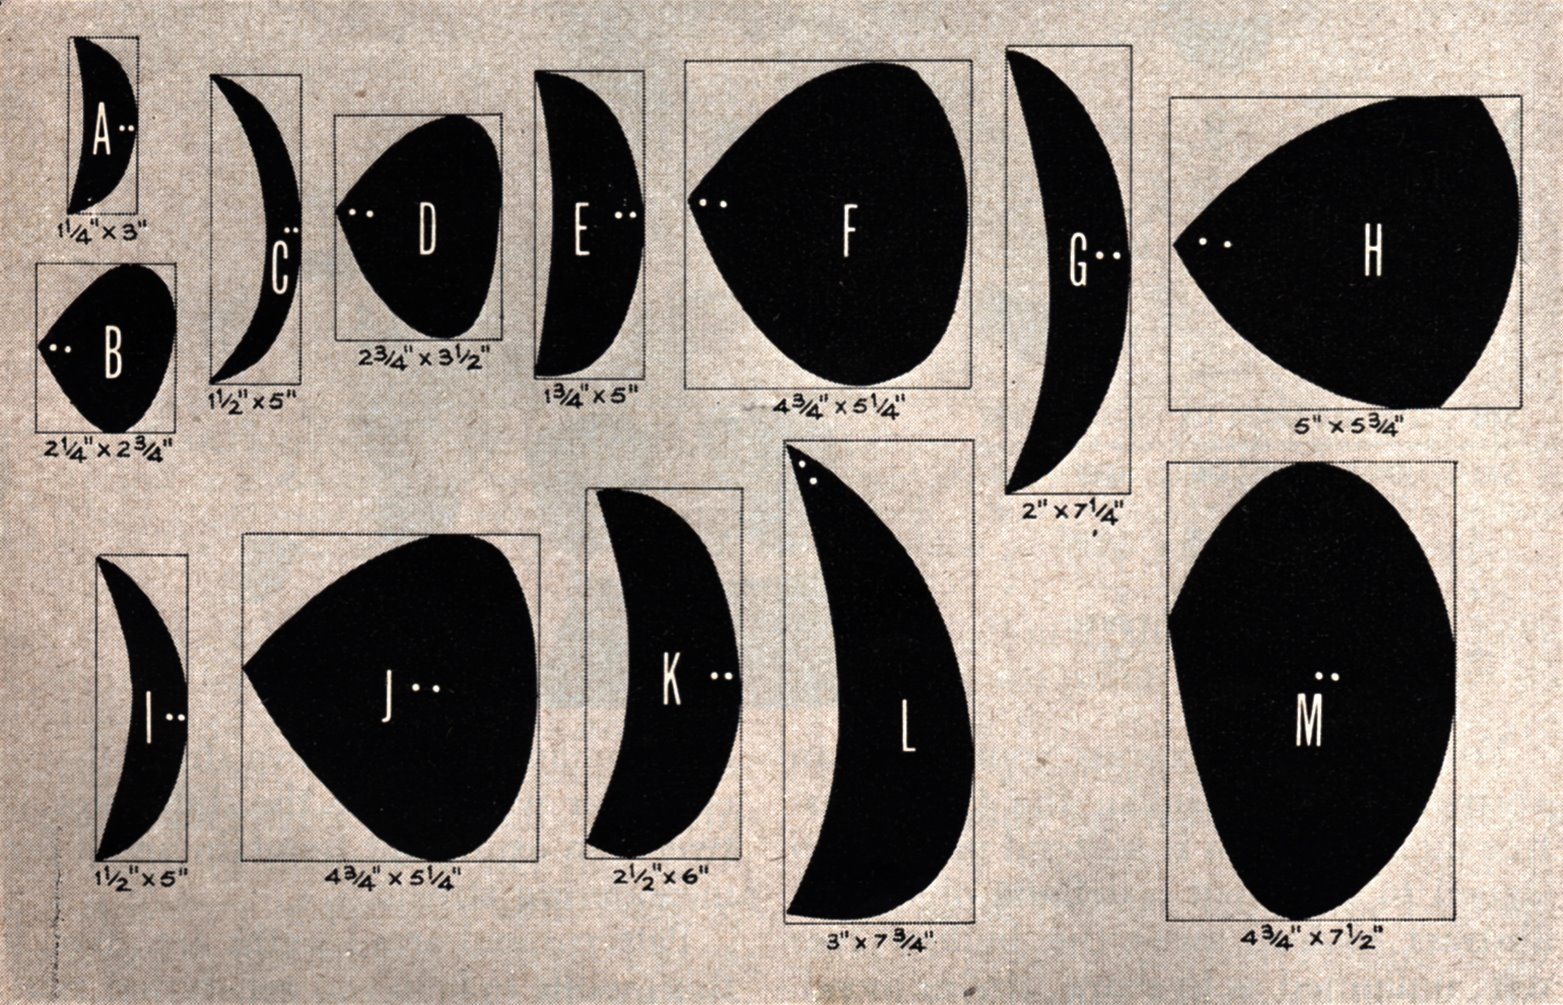 A
1¼" x 3"
B
2¼" x 2¾"
C
1½" x 5"
D
2¾" x 3½"
E
1¾" x 5"
F
4¾" x 5¼"
G
2" x 7¼"
H
5" x 5¾"
I
1½" x 5"
J
4¾" x 5¼"
K
2½" x 6"
L
3" x 7¾"
M
4¾" x 7½"